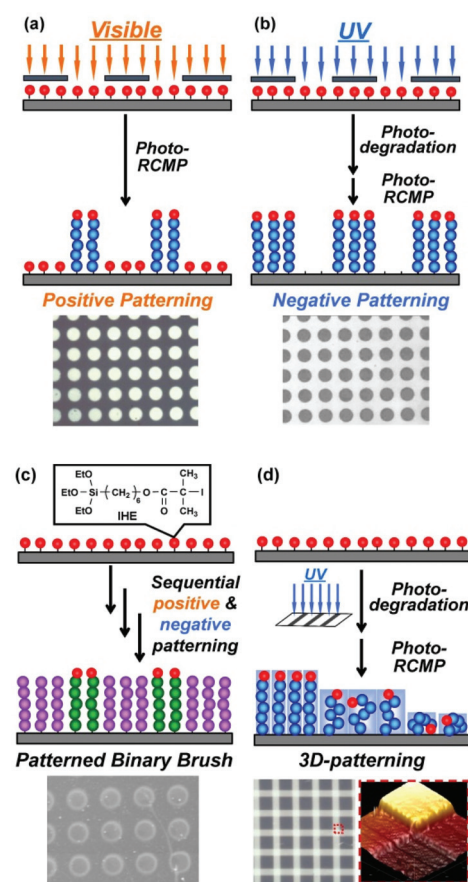 (a)
Visible
Photo-
RCMP
Positive Patterning
(b)
UV
Photo-
degradation
Photo-
RCMP
Negative Patterning
(c)
EtO
EtO-Si-(CH2)6-O-C-C-I
EtO
O
CH3
CH3
IHE
Sequential
positive &
negative
patterning
Patterned Binary Brush
(d)
UV
Photo-
degradation
Photo-
RCMP
3D-patterning